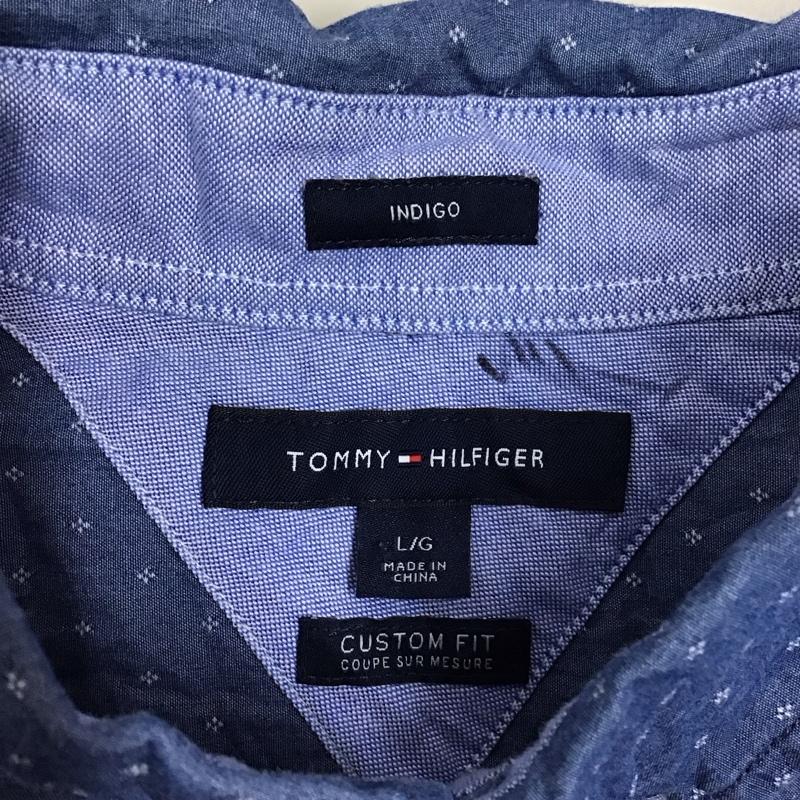 INDIGO
TOMMY HILFIGER
L/G
MADE IN
CHINA
CUSTOM FIT
COUPE SUR MESURE